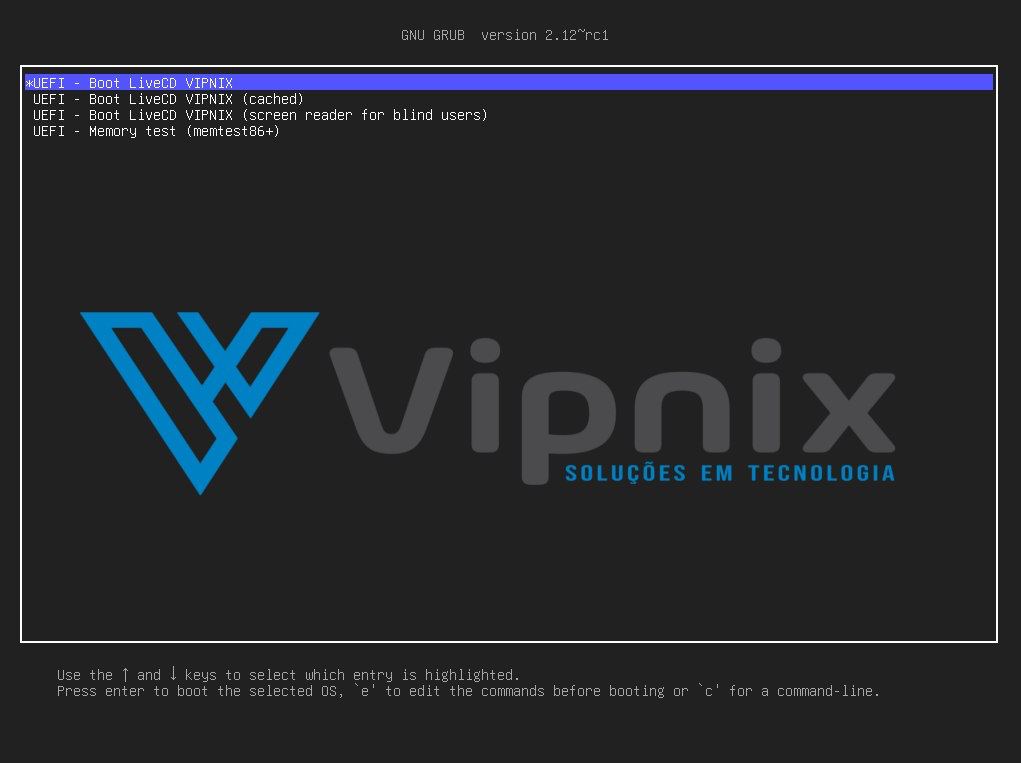 GNU GRUB  version 2.12~rc1
*UEFI - Boot LiveCD VIPNIX
UEFI - Boot LiveCD VIPNIX (cached)
UEFI - Boot LiveCD VIPNIX (screen reader for blind users)
UEFI - Memory test (memtest86+)
Vipnix
SOLUÇÕES EM TECNOLOGIA
Use the ↑ and ↓ keys to select which entry is highlighted.
Press enter to boot the selected OS, `e' to edit the commands before booting or `c' for a command-line.